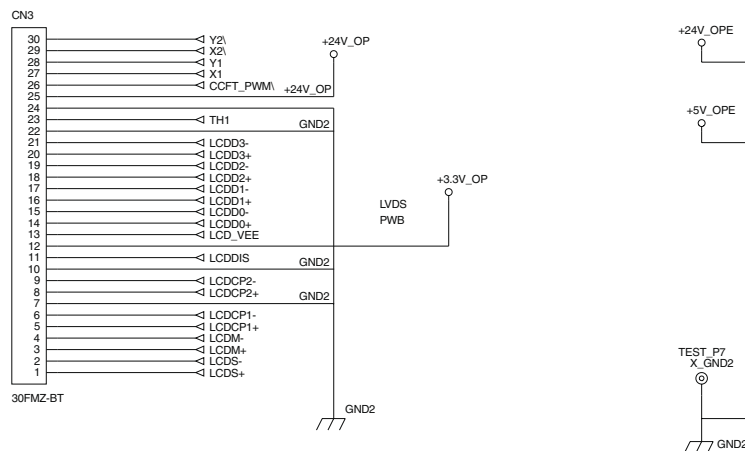 CN3
30 Y2\
29 X2\
28 Y1
27 X1
26 CCFT_PWM\
25 +24V_OP
24
23 TH1
22 GND2
21 LCDD3-
20 LCDD3+
19 LCDD2-
18 LCDD2+
17 LCDD1-
16 LCDD1+
15 LCDD0-
14 LCDD0+
13 LCD_VEE
12
11 LCDDIS
10 GND2
9 LCDCP2-
8 LCDCP2+
7 GND2
6 LCDCP1-
5 LCDCP1+
4 LCDM-
3 LCDM+
2 LCDS-
1 LCDS+
30FMZ-BT
+24V_OP
+3.3V_OP
LVDS
PWB
GND2
+24V_OPE
+5V_OPE
TEST_P7
X_GND2
GND2